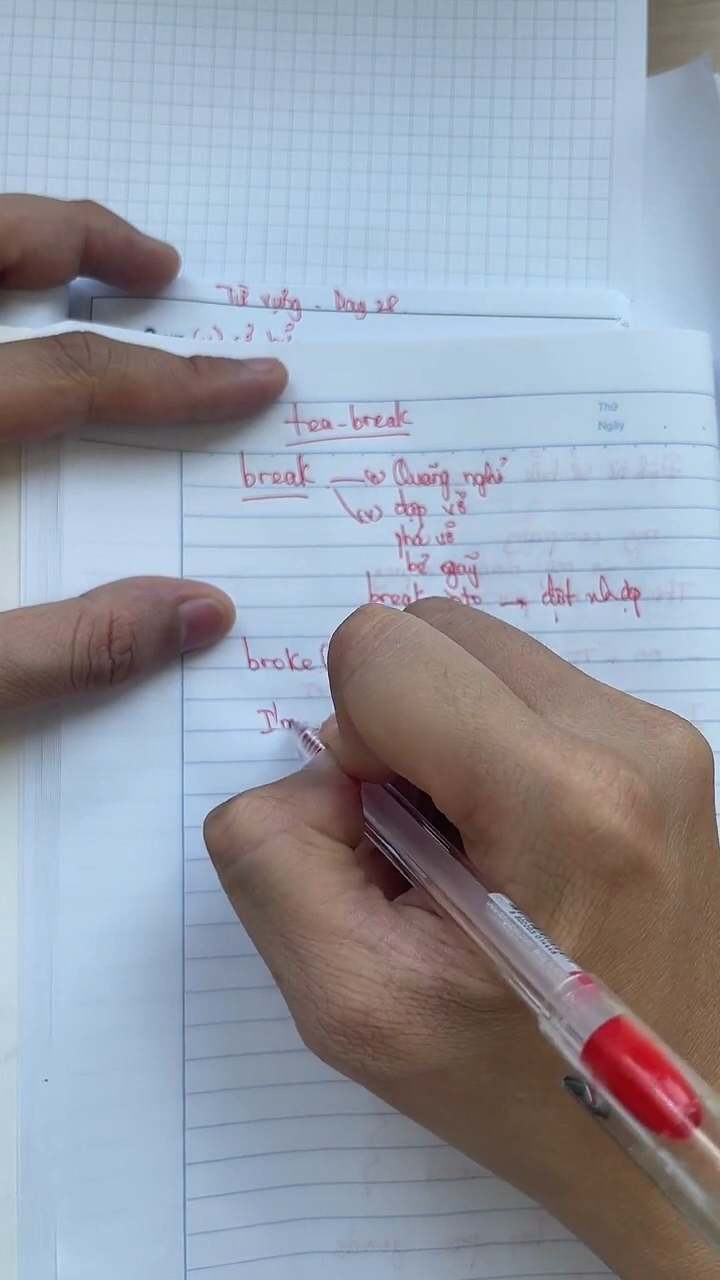 Từ vựng - Day 28
tea-break
Thứ
Ngày
break → (n) Quãng nghỉ
(v) đập vỡ
phá vỡ
bẻ gãy
break into → đột nhập
broke (
I'm